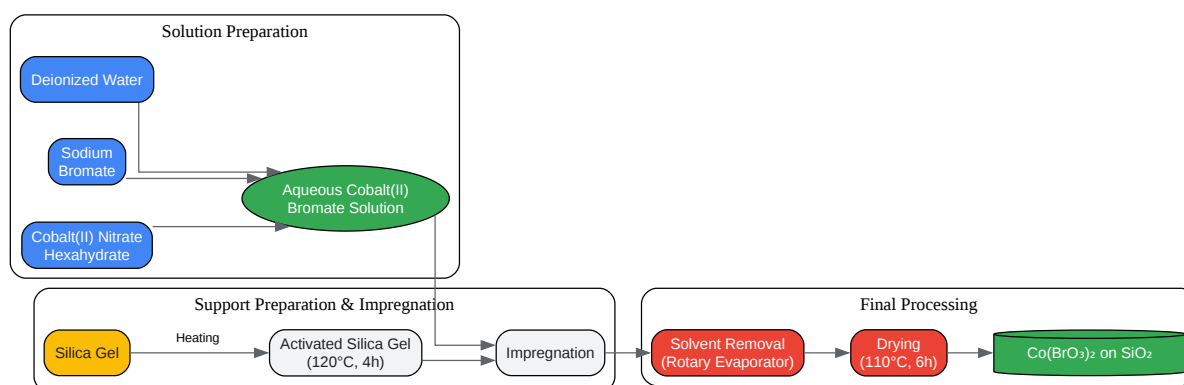 Solution Preparation
Deionized Water
Sodium
Bromate
Aqueous Cobalt(II)
Bromate Solution
Cobalt(II) Nitrate
Hexahydrate
Support Preparation & Impregnation
Silica Gel
Heating
Activated Silica Gel
(120°C, 4h)
Impregnation
Final Processing
Solvent Removal
(Rotary Evaporator)
Drying
(110°C, 6h)
Co(BrO₃)₂ on SiO₂